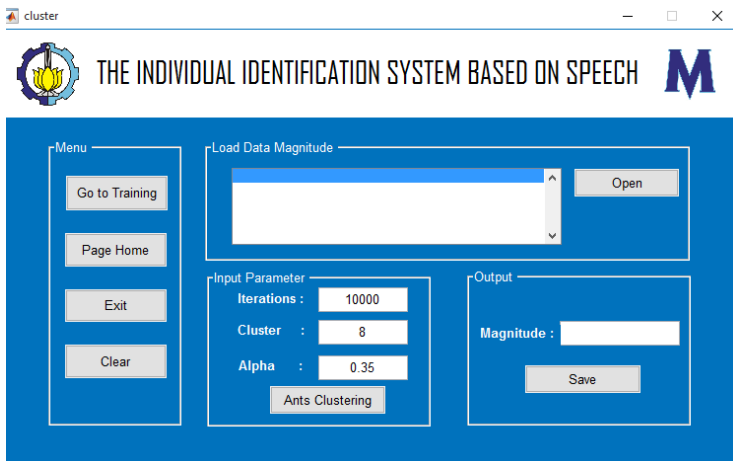 cluster
THE INDIVIDUAL IDENTIFICATION SYSTEM BASED ON SPEECH
M
Menu
Go to Training
Page Home
Exit
Clear
Load Data Magnitude
Open
Input Parameter
Iterations : 10000
Cluster : 8
Alpha : 0.35
Ants Clustering
Output
Magnitude :
Save